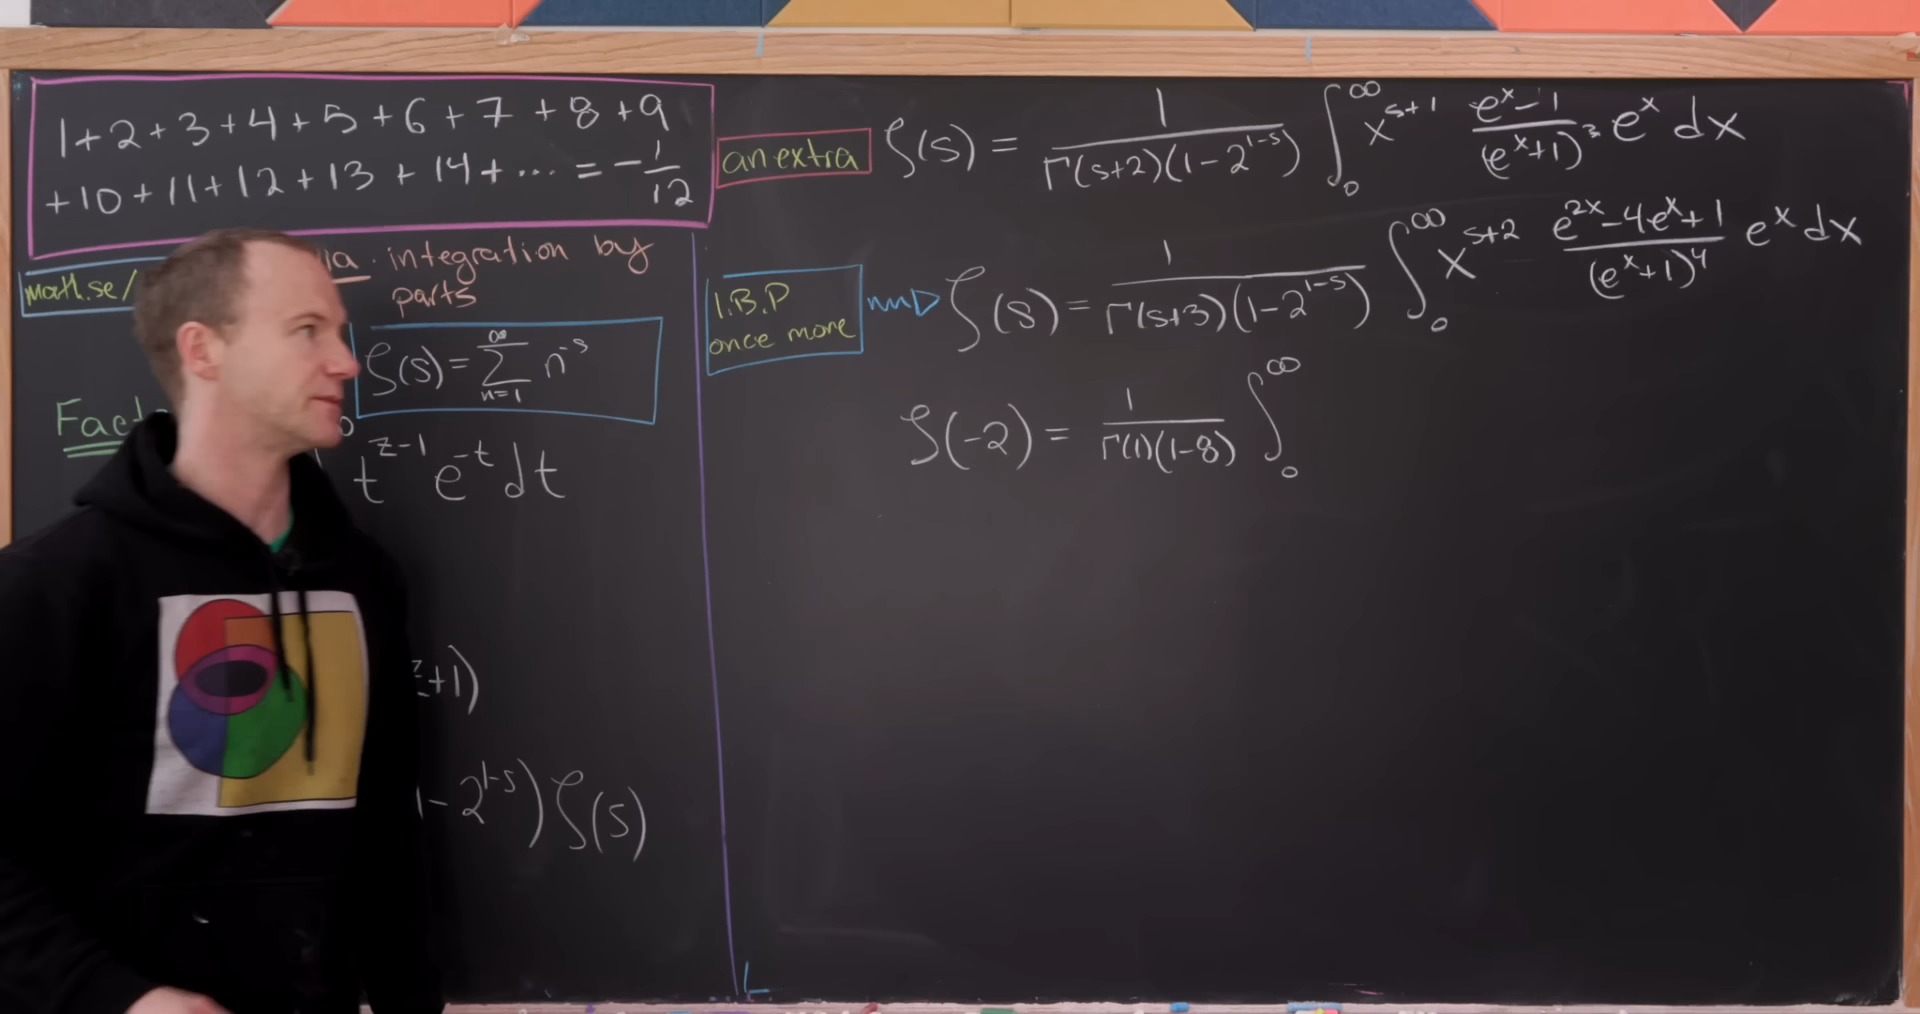 1+2+3+4+5+6+7+8+9
+10+11+12+13+14+... = -1/12
math.se/
via integration by
parts
ζ(s) = ∑_{n=1}^{∞} n^{-s}
Fact
t^{z-1} e^{-t} dt
z+1)
1-2^{1-s}) ζ(s)
an extra
ζ(s) = 1/(Γ(s+2)(1-2^{1-s})) ∫_0^∞ x^{s+1} (e^x-1)/(e^x+1)^3 e^x dx
I.B.P
once more
ζ(s) = 1/(Γ(s+3)(1-2^{1-s})) ∫_0^∞ x^{s+2} (e^{2x}-4e^x+1)/(e^x+1)^4 e^x dx
ζ(-2) = 1/(Γ(1)(1-8)) ∫_0^∞